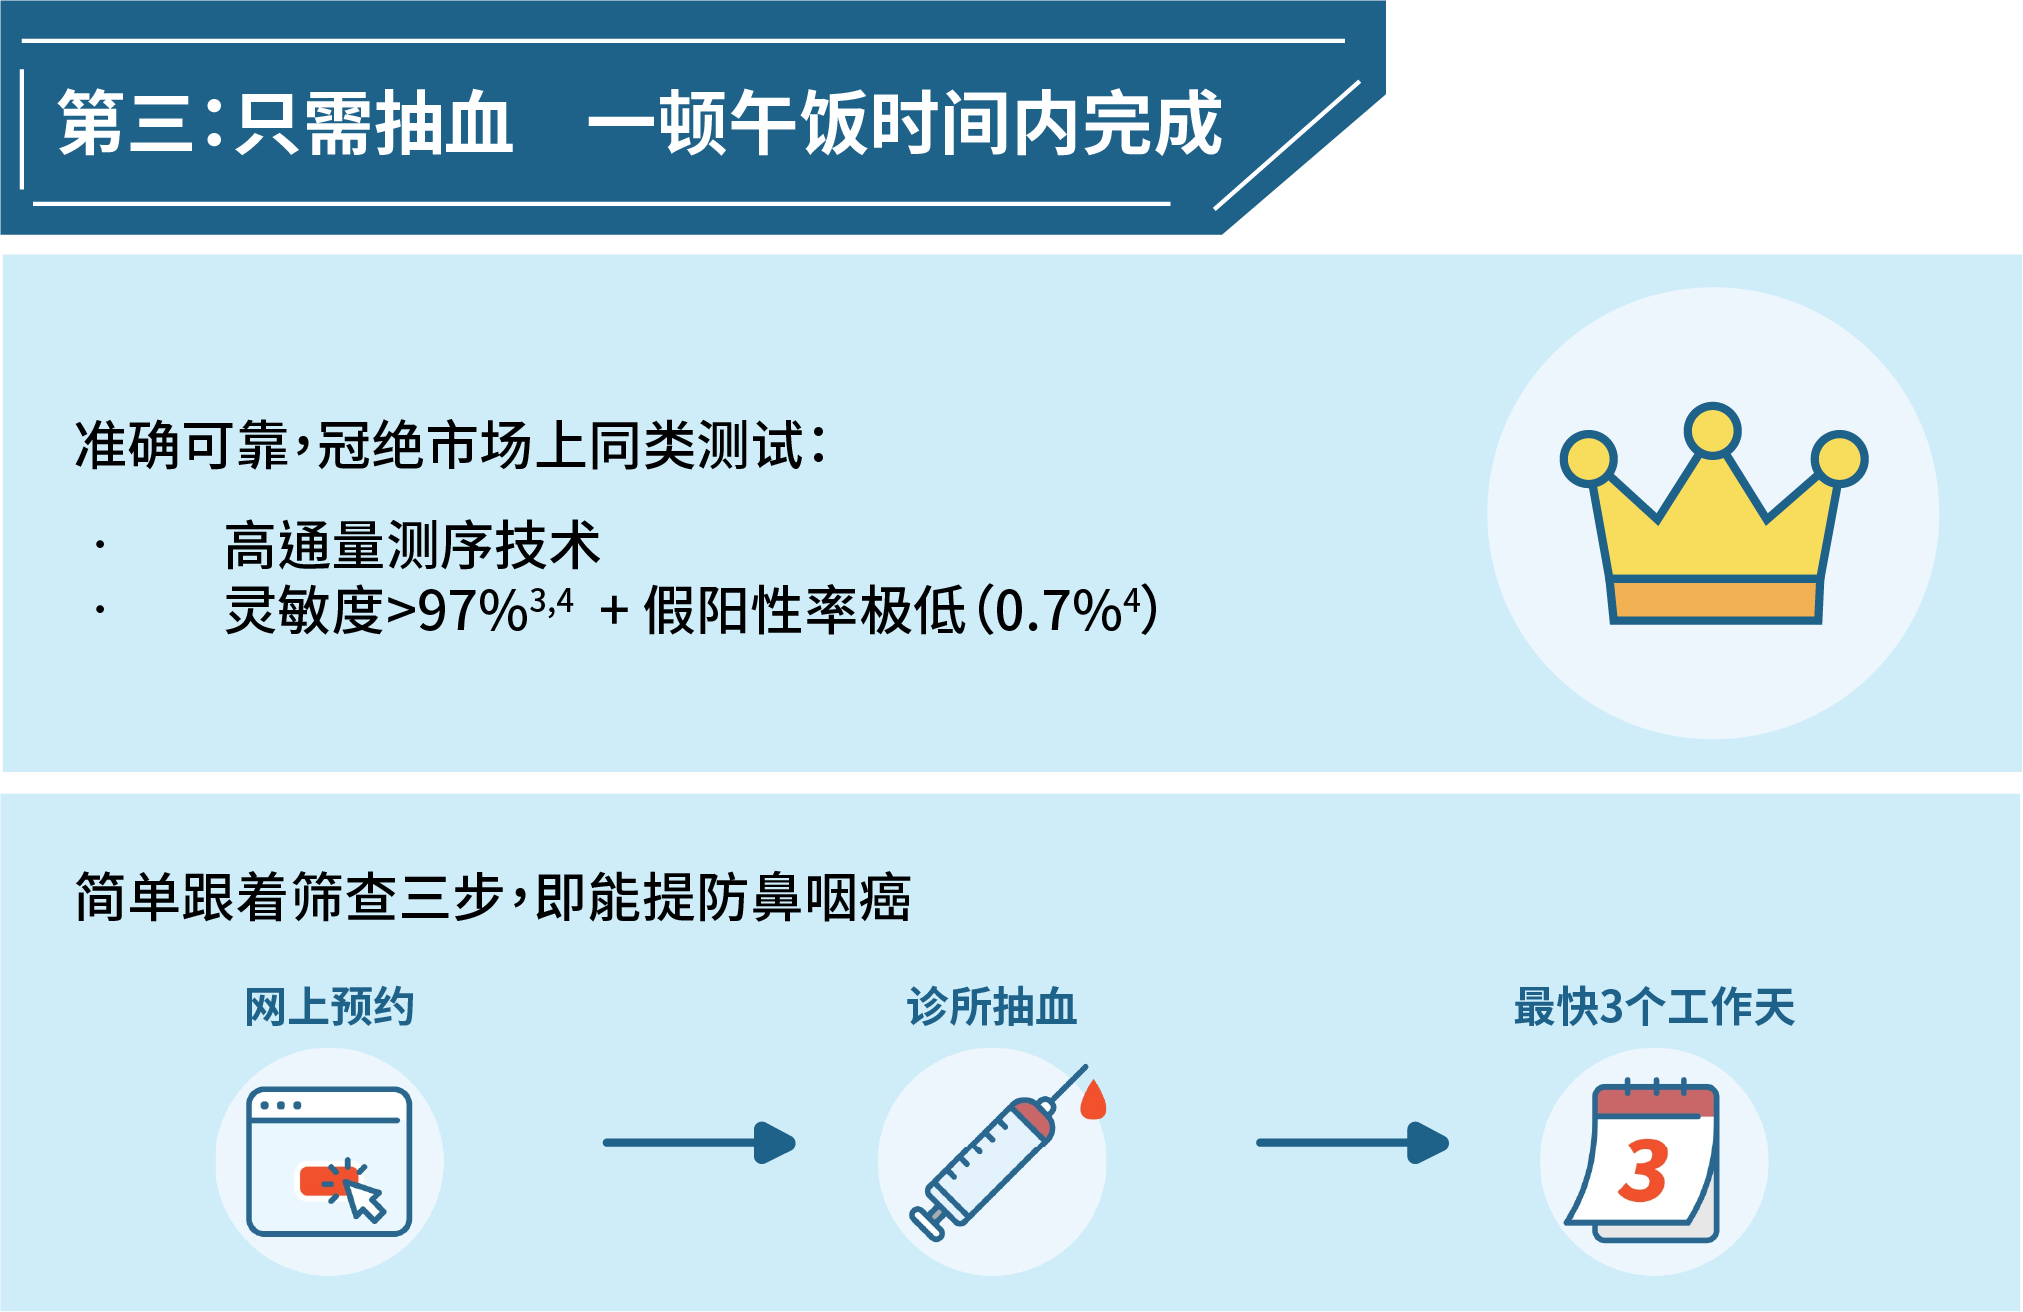 第三：只需抽血 一顿午饭时间内完成
准确可靠，冠绝市场上同类测试：
· 高通量测序技术
· 灵敏度>97%3,4 + 假阳性率极低（0.7%4）
简单跟着筛查三步，即能提防鼻咽癌
网上预约 诊所抽血 最快3个工作天
3